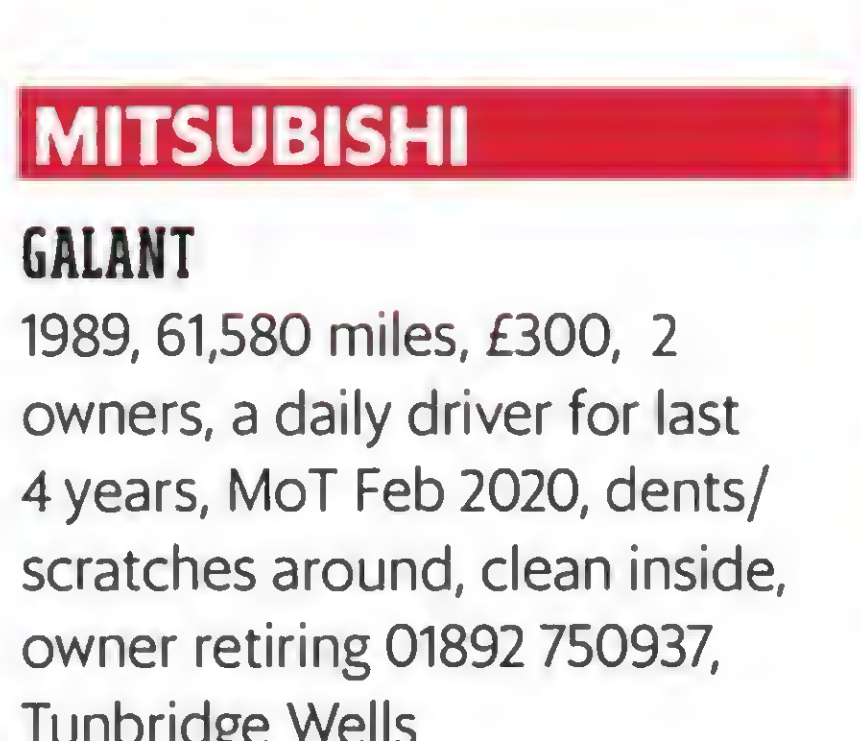 MITSUBISHI
GALANT
1989, 61,580 miles, £300, 2
owners, a daily driver for last
4 years, MoT Feb 2020, dents/
scratches around, clean inside,
owner retiring 01892 750937,
Tunbridge Wells